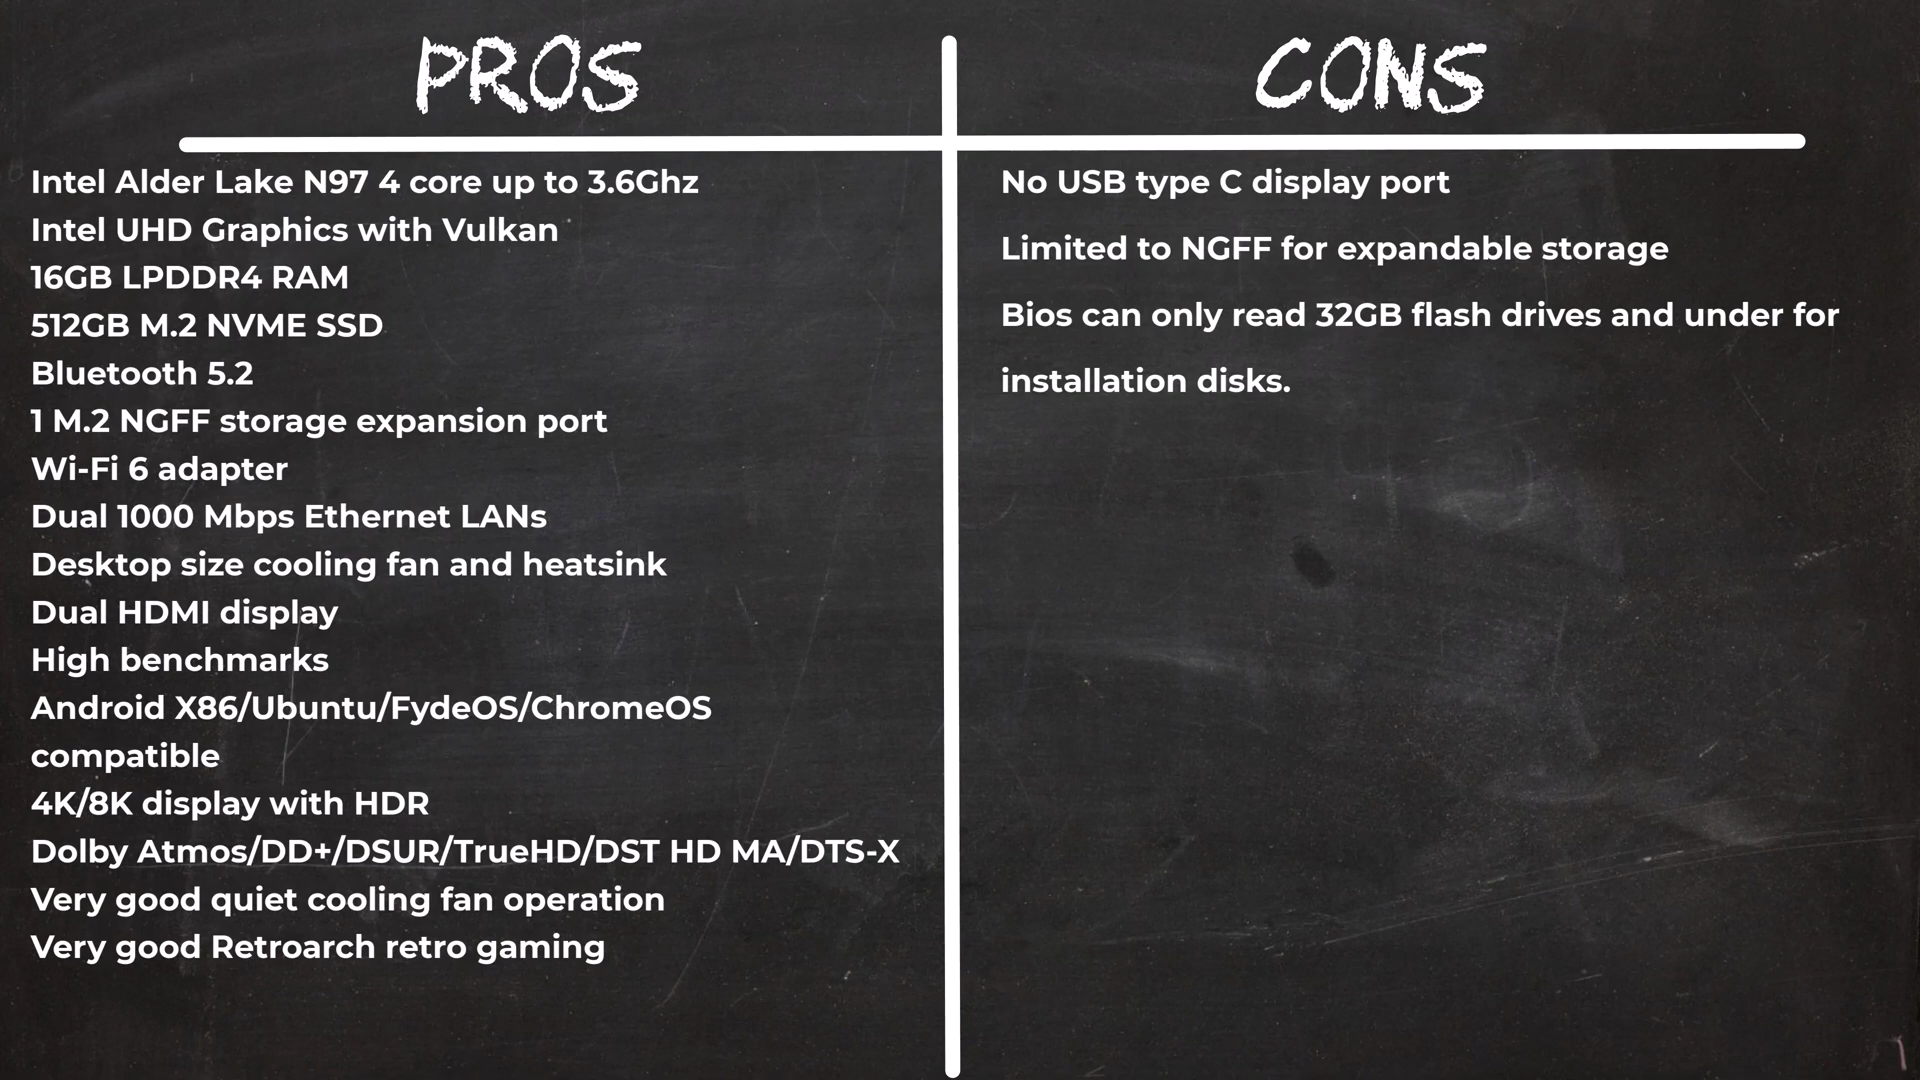 PROS
Intel Alder Lake N97 4 core up to 3.6Ghz
Intel UHD Graphics with Vulkan
16GB LPDDR4 RAM
512GB M.2 NVME SSD
Bluetooth 5.2
1 M.2 NGFF storage expansion port
Wi-Fi 6 adapter
Dual 1000 Mbps Ethernet LANs
Desktop size cooling fan and heatsink
Dual HDMI display
High benchmarks
Android X86/Ubuntu/FydeOS/ChromeOS
compatible
4K/8K display with HDR
Dolby Atmos/DD+/DSUR/TrueHD/DST HD MA/DTS-X
Very good quiet cooling fan operation
Very good Retroarch retro gaming
CONS
No USB type C display port
Limited to NGFF for expandable storage
Bios can only read 32GB flash drives and under for
installation disks.